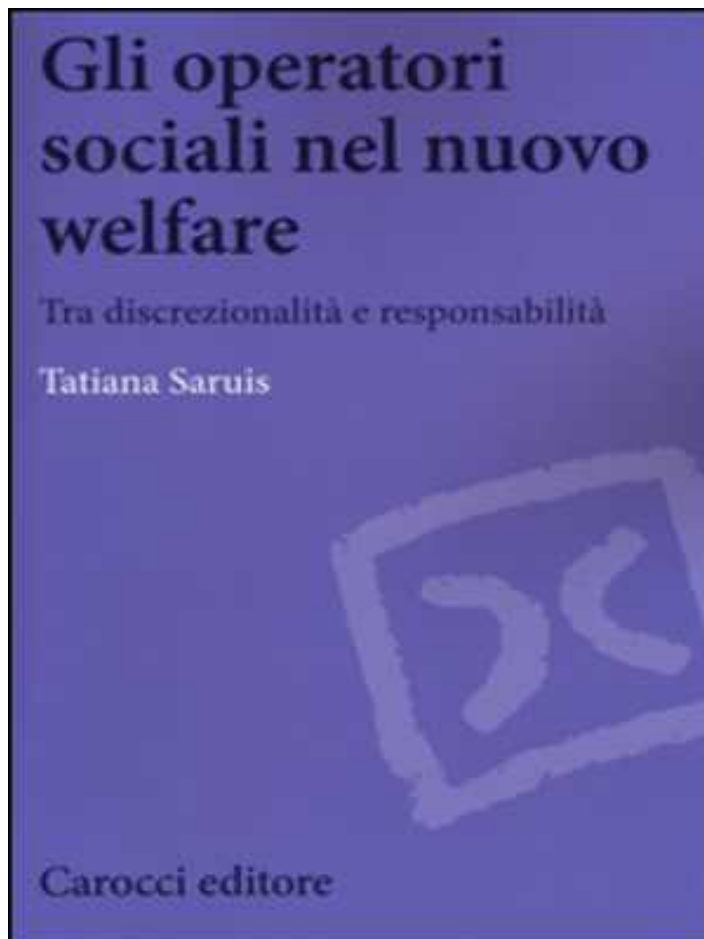 Gli operatori
sociali nel nuovo
welfare
Tra discrezionalità e responsabilità
Tatiana Saruis
Carocci editore